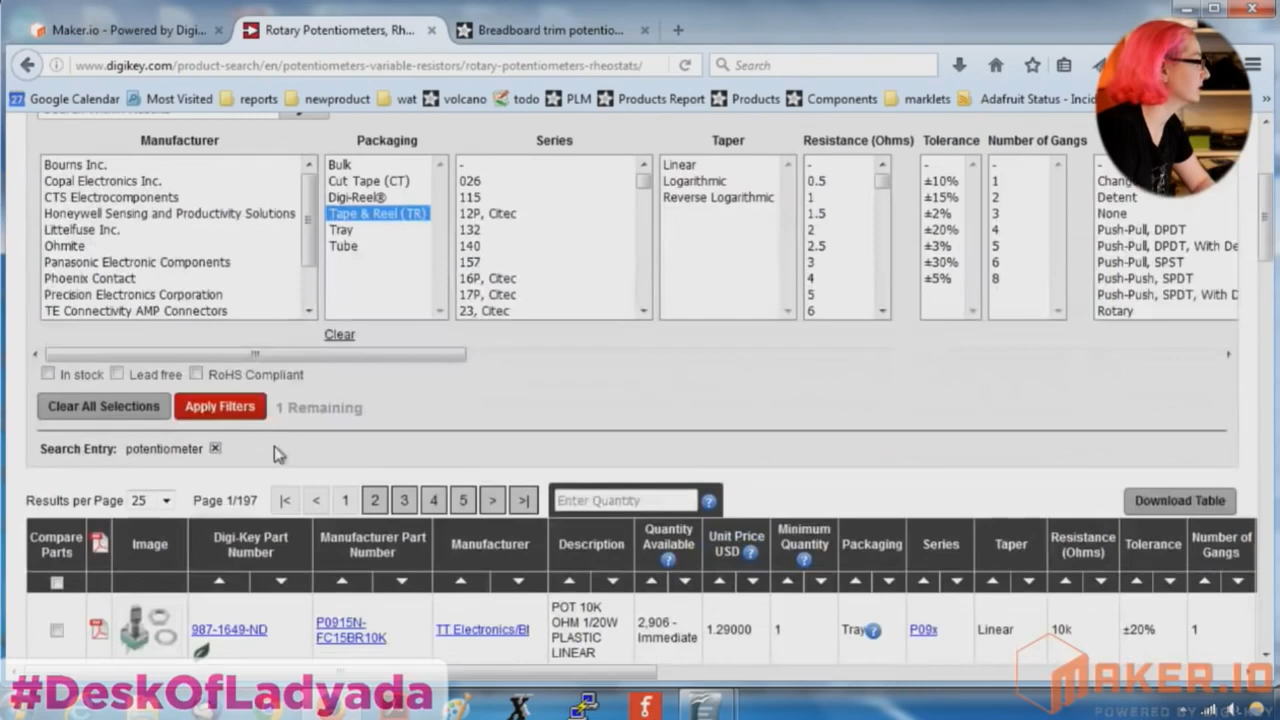 Maker.io - Powered by Digi...
Rotary Potentiometers, Rh...
Breadboard trim potentio...
www.digikey.com/product-search/en/potentiometers-variable-resistors/rotary-potentiometers-rheostats/
Search
27 Google Calendar
Most Visited
reports
newproduct
wat
volcano
todo
PLM
Products Report
Products
Components
marklets
Adafruit Status - Incid
Manufacturer
Packaging
Series
Taper
Resistance (Ohms)
Tolerance
Number of Gangs
Bourns Inc.
Copal Electronics Inc.
CTS Electrocomponents
Honeywell Sensing and Productivity Solutions
Littelfuse Inc.
Ohmite
Panasonic Electronic Components
Phoenix Contact
Precision Electronics Corporation
TE Connectivity AMP Connectors
Bulk
Cut Tape (CT)
Digi-Reel®
Tape & Reel (TR)
Tray
Tube
-
026
115
12P, Citec
132
140
157
16P, Citec
17P, Citec
23, Citec
Linear
Logarithmic
Reverse Logarithmic
-
0.5
1
1.5
2
2.5
3
4
5
6
-
±10%
±15%
±2%
±20%
±3%
±30%
±5%
-
1
2
3
4
5
6
8
-
Detent
None
Push-Pull, DPDT
Push-Pull, DPDT, With De
Push-Pull, SPST
Push-Push, SPDT
Push-Push, SPDT, With D
Rotary
Clear
In stock
Lead free
RoHS Compliant
Clear All Selections
Apply Filters
1 Remaining
Search Entry: potentiometer
Results per Page 25
Page 1/197
|< < 1 2 3 4 5 > >|
Enter Quantity
Download Table
Compare Parts
Image
Digi-Key Part Number
Manufacturer Part Number
Manufacturer
Description
Quantity Available
Unit Price USD
Minimum Quantity
Packaging
Series
Taper
Resistance (Ohms)
Tolerance
Number of Gangs
987-1649-ND
P0915N-
FC15BR10K
TT Electronics/BI
POT 10K
OHM 1/20W
PLASTIC
LINEAR
2,906 -
Immediate
1.29000
1
Tray
P09x
Linear
10k
±20%
1
#DeskOfLadyada
MAKER.IO
POWERED BY DIGI-KEY